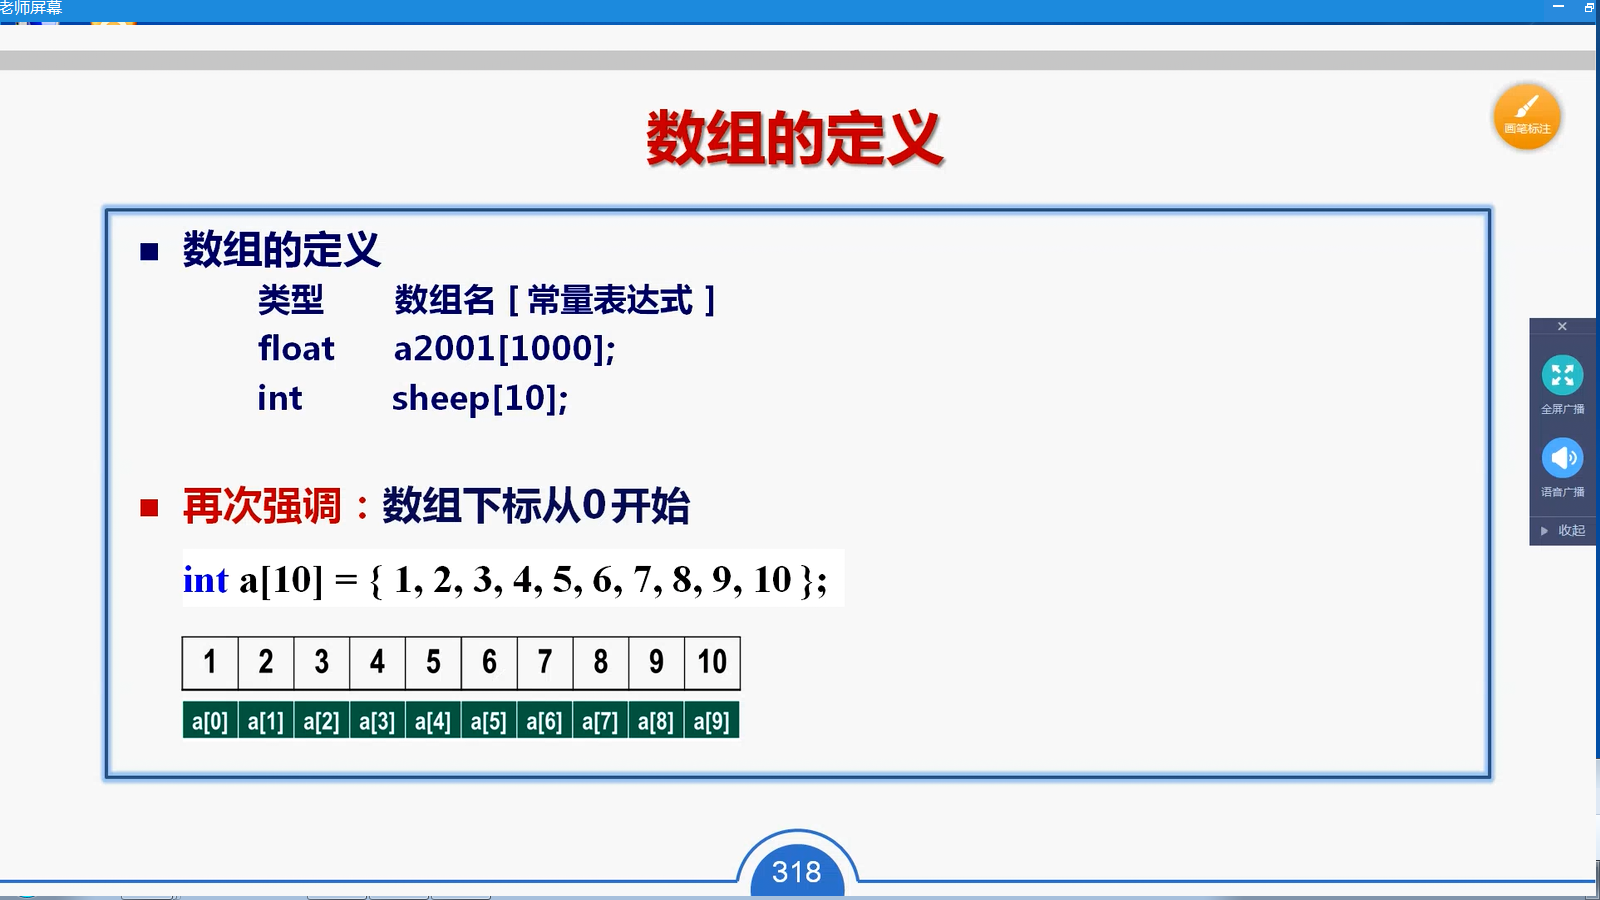 老师屏幕
数组的定义
画笔标注
■ 数组的定义
类型 数组名 [ 常量表达式 ]
float a2001[1000];
int sheep[10];
■ 再次强调：数组下标从0开始
int a[10] = { 1, 2, 3, 4, 5, 6, 7, 8, 9, 10 };
1 2 3 4 5 6 7 8 9 10
a[0] a[1] a[2] a[3] a[4] a[5] a[6] a[7] a[8] a[9]
全屏广播
语音广播
收起
318